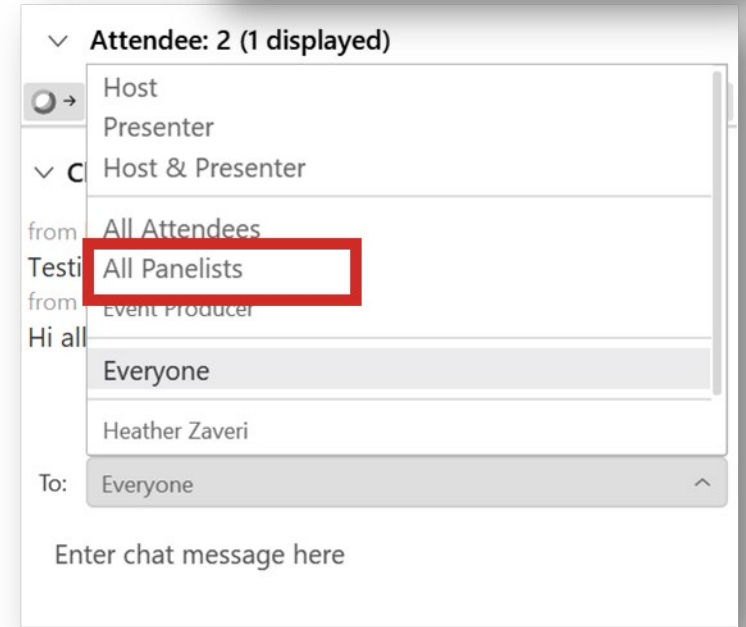 Attendee: 2 (1 displayed)
Host
Presenter
Host & Presenter
from All Attendees
Testi All Panelists
from Event Producer
Hi all
Everyone
Heather Zaveri
To: Everyone
Enter chat message here